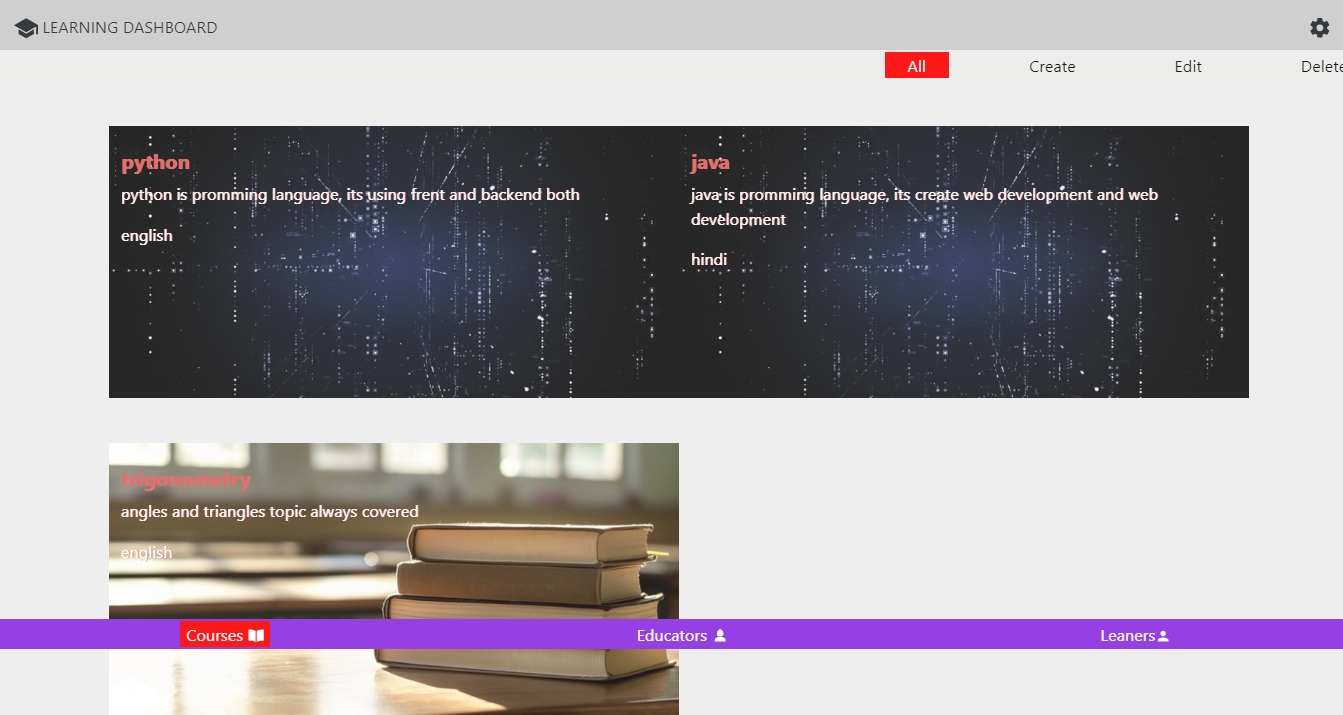 LEARNING DASHBOARD
All Create Edit Delete
python
python is promming language, its using frent and backend both
english
java
java is promming language, its create web development and web
development
hindi
trigonometry
angles and triangles topic always covered
english
Courses Educators Leaners